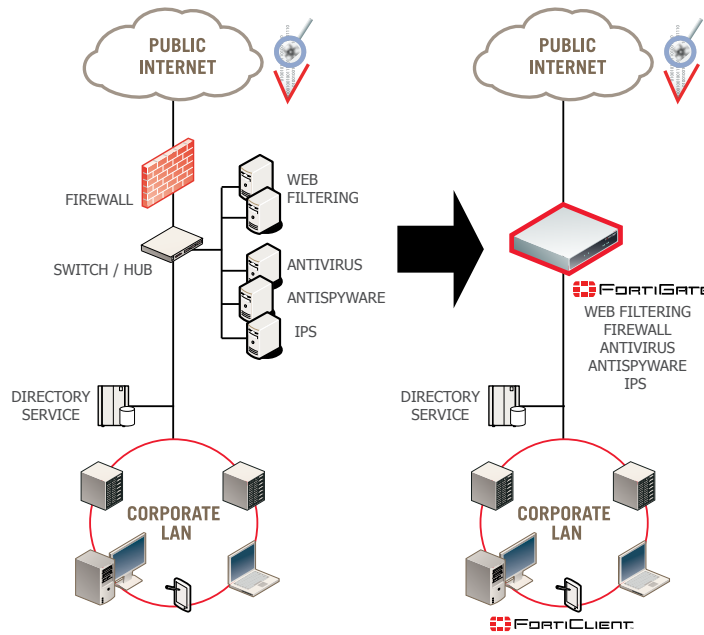 PUBLIC
INTERNET
FIREWALL
SWITCH / HUB
WEB
FILTERING
ANTIVIRUS
ANTISPYWARE
IPS
DIRECTORY
SERVICE
CORPORATE
LAN
PUBLIC
INTERNET
FORTIGATE
WEB FILTERING
FIREWALL
ANTIVIRUS
ANTISPYWARE
IPS
DIRECTORY
SERVICE
CORPORATE
LAN
FORTICLIENT